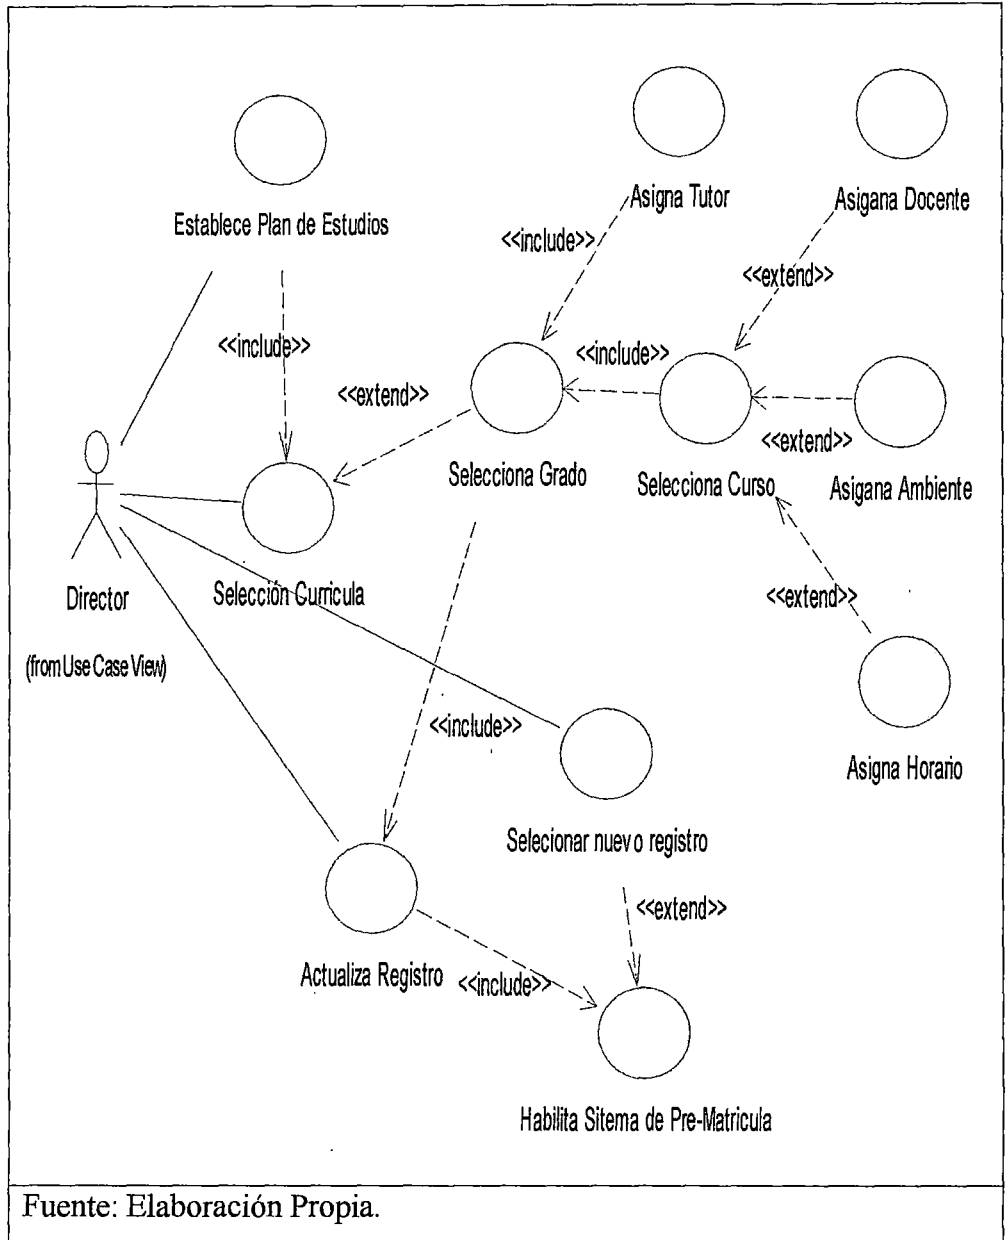 Asigna Tutor
Asigana Docente
Establece Plan de Estudios
<<include>>
<<extend>>
<<include>>
<<include>>
<<extend>>
<<extend>>
Selecciona Grado
Selecciona Curso
Asigana Ambiente
Director
Selección Curricula
<<extend>>
(from Use Case View)
<<include>>
Asigna Horario
Selecionar nuevo registro
<<extend>>
Actualiza Registro
<<include>>
Habilita Sitema de Pre-Matricula
Fuente: Elaboración Propia.